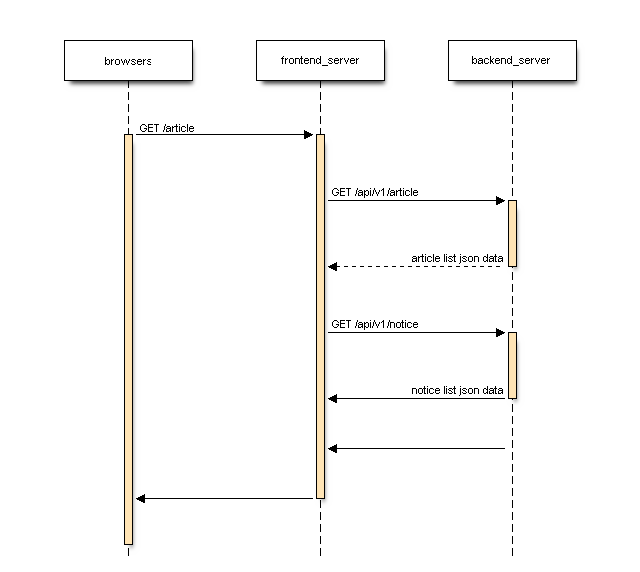 browsers
frontend_server
backend_server
GET /article
GET /api/v1/article
article list json data
GET /api/v1/notice
notice list json data